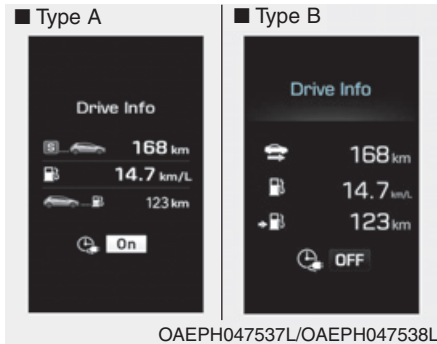 ■ Type A
Drive Info
S 168 km
14.7 km/L
123 km
On
■ Type B
Drive Info
168 km
14.7 km/L
123 km
OFF
OAEPH047537L/OAEPH047538L